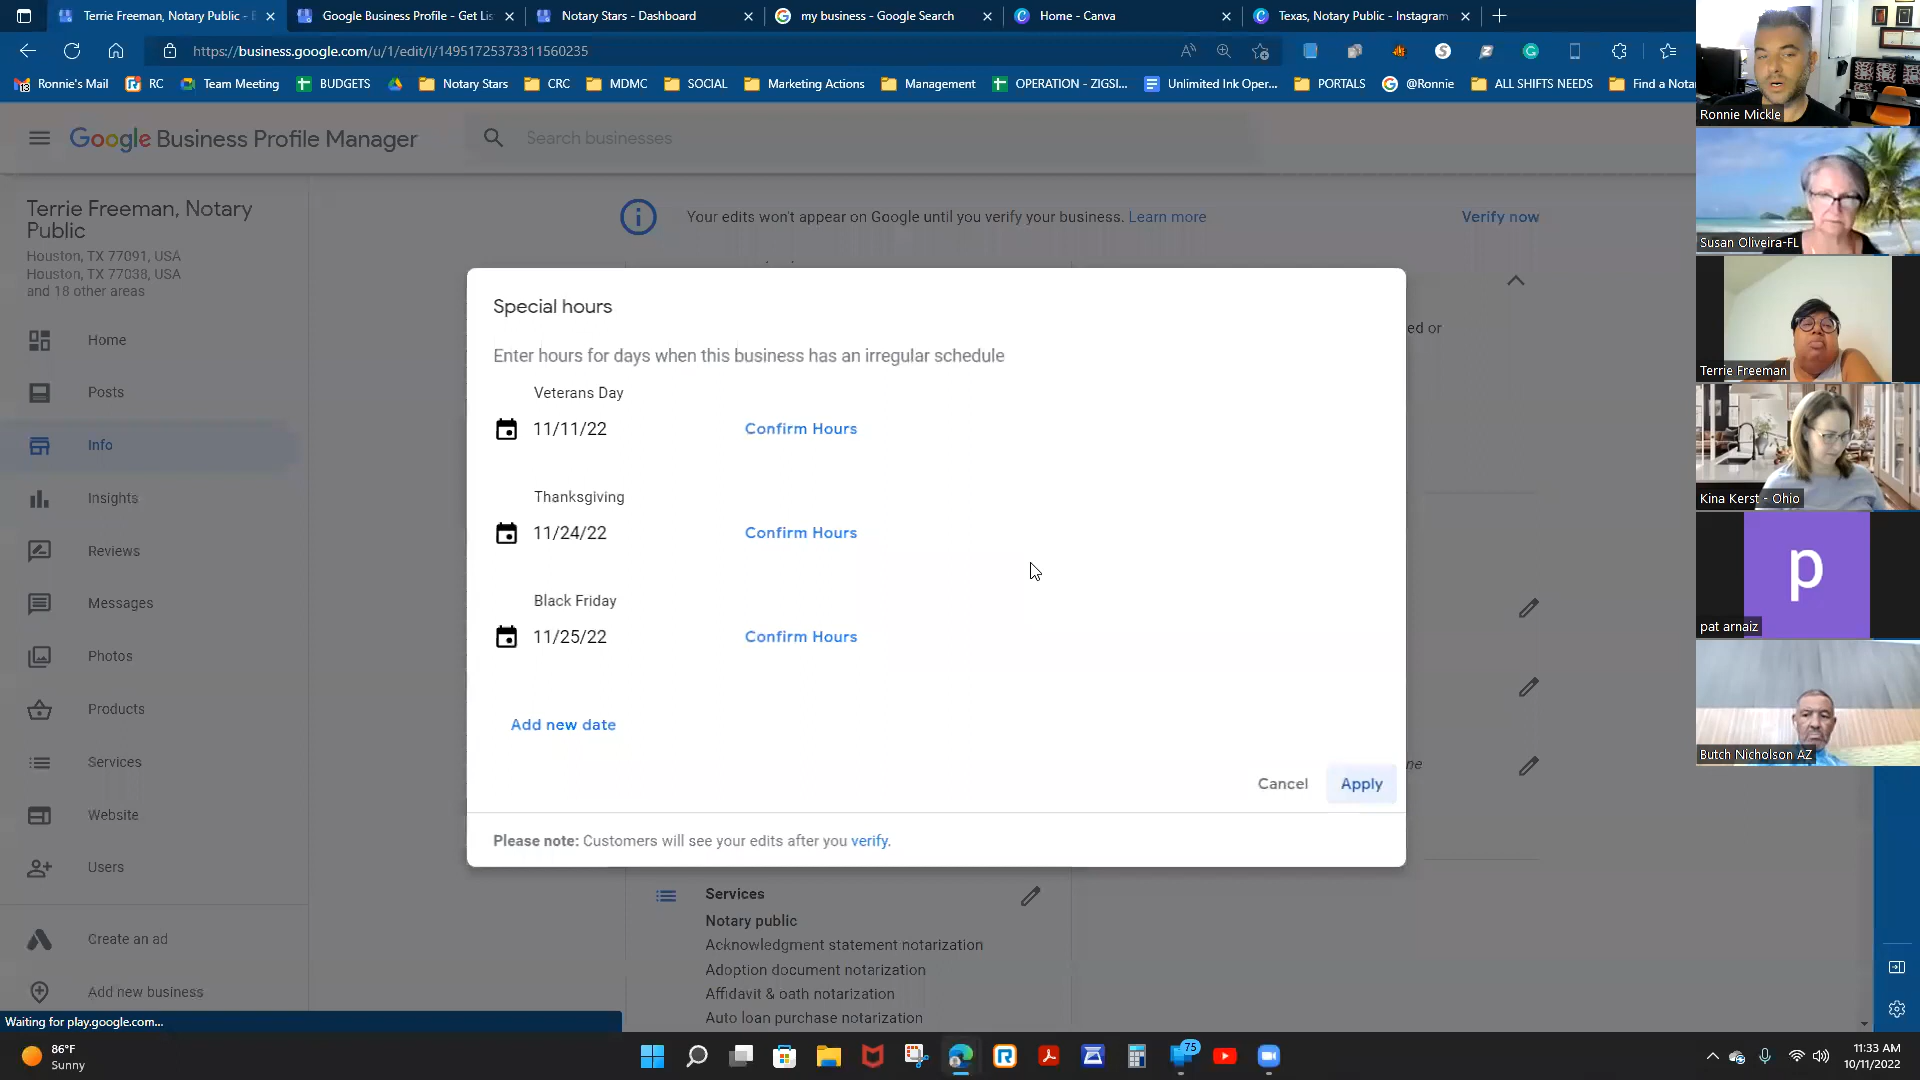 Terrie Freeman, Notary Public - E
Google Business Profile - Get Lis
Notary Stars - Dashboard
my business - Google Search
Home - Canva
Texas, Notary Public - Instagram
https://business.google.com/u/1/edit/l/14951725373311560235
Ronnie's Mail
RC
Team Meeting
BUDGETS
Notary Stars
CRC
MDMC
SOCIAL
Marketing Actions
Management
OPERATION - ZIGSI...
Unlimited Ink Oper...
PORTALS
@Ronnie
ALL SHIFTS NEEDS
Find a Nota
Google Business Profile Manager
Search businesses
Terrie Freeman, Notary
Public
Houston, TX 77091, USA
Houston, TX 77038, USA
and 18 other areas
Home
Posts
Info
Insights
Reviews
Messages
Photos
Products
Services
Website
Users
Create an ad
Add new business
Your edits won't appear on Google until you verify your business. Learn more
Verify now
ed or
ne
Special hours
Enter hours for days when this business has an irregular schedule
Veterans Day
11/11/22
Confirm Hours
Thanksgiving
11/24/22
Confirm Hours
Black Friday
11/25/22
Confirm Hours
Add new date
Cancel
Apply
Please note: Customers will see your edits after you verify.
Services
Notary public
Acknowledgment statement notarization
Adoption document notarization
Affidavit & oath notarization
Auto loan purchase notarization
Ronnie Mickle
Susan Oliveira-FL
Terrie Freeman
Kina Kerst - Ohio
p
pat arnaiz
Butch Nicholson AZ
Waiting for play.google.com...
86°F
Sunny
75
11:33 AM
10/11/2022